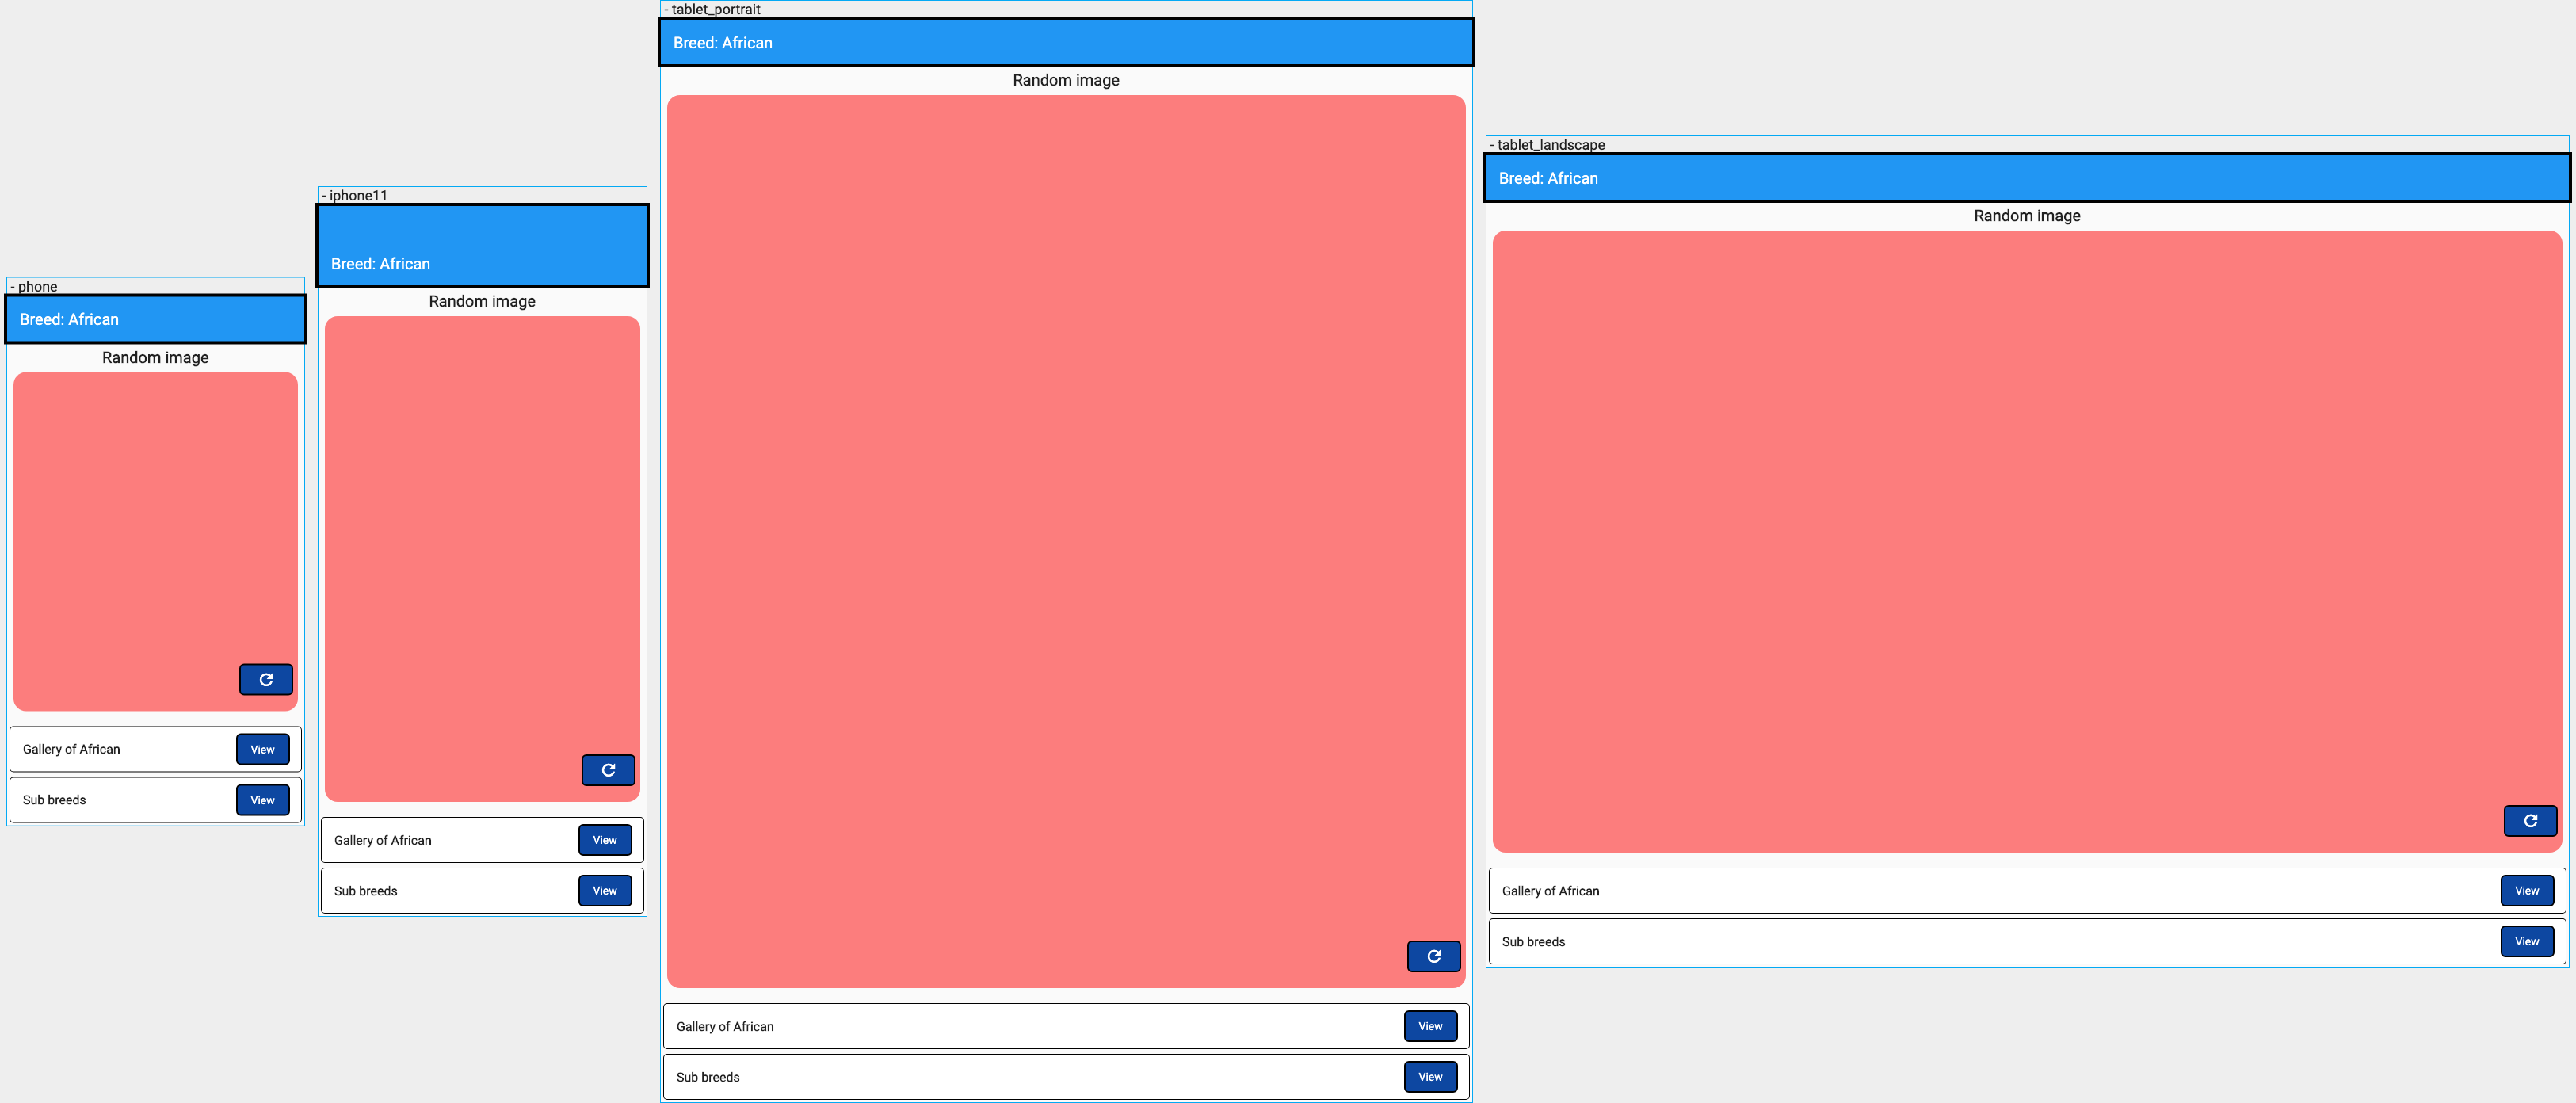 - phone
Breed: African
Random image
Gallery of African
View
Sub breeds
View
- iphone11
Breed: African
Random image
Gallery of African
View
Sub breeds
View
- tablet_portrait
Breed: African
Random image
Gallery of African
View
Sub breeds
View
- tablet_landscape
Breed: African
Random image
Gallery of African
View
Sub breeds
View